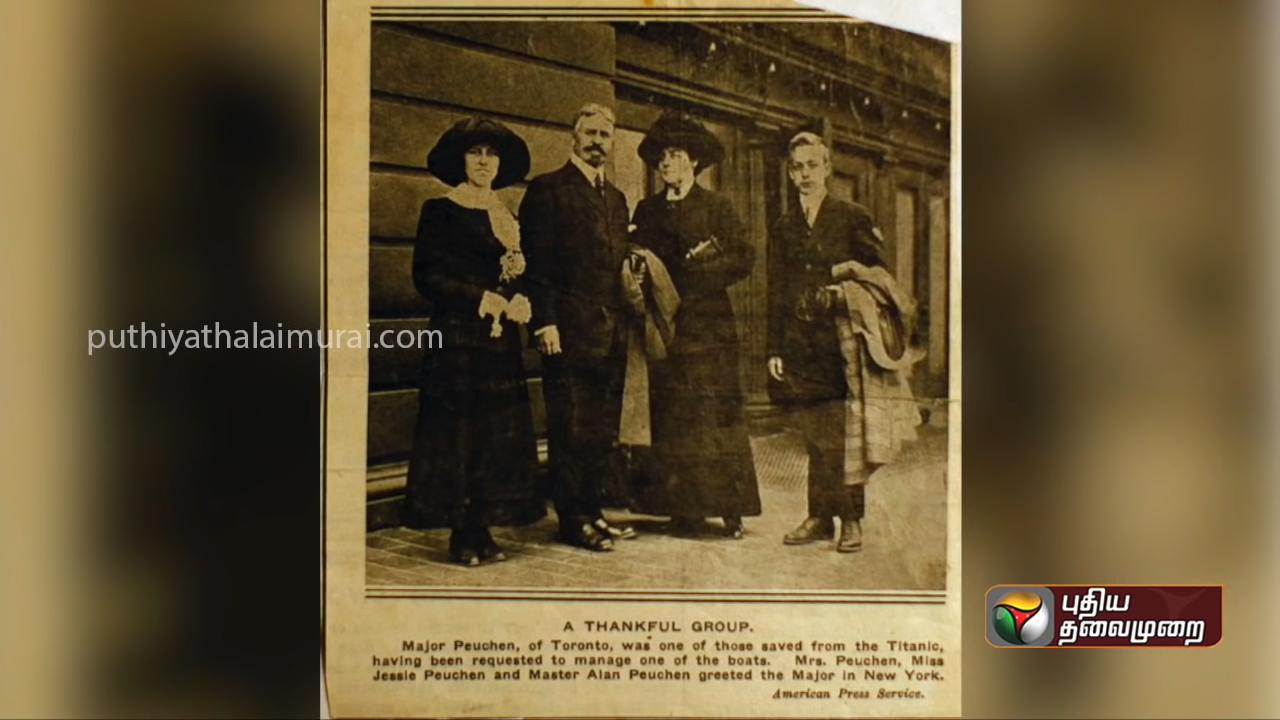 puthiyathalaimurai.com
A THANKFUL GROUP.
Major Peuchen, of Toronto, was one of those saved from the Titanic,
having been requested to manage one of the boats. Mrs. Peuchen, Miss
Jessie Peuchen and Master Alan Peuchen greeted the Major in New York.
American Press Service.
புதிய
தலைமுறை